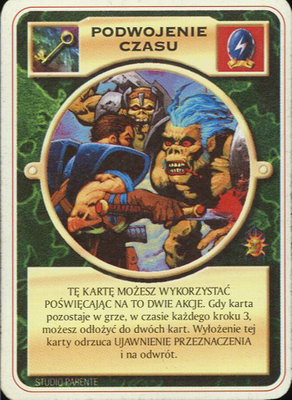 PODWOJENIE
CZASU
TĘ KARTĘ MOŻESZ WYKORZYSTAĆ
POŚWIĘCAJĄC NA TO DWIE AKCJE. Gdy karta
pozostaje w grze, w czasie każdego kroku 3,
możesz odłożyć do dwóch kart. Wyłożenie tej
karty odrzuca UJAWNIENIE PRZEZNACZENIA
i na odwrót.
STUDIO PARENTE